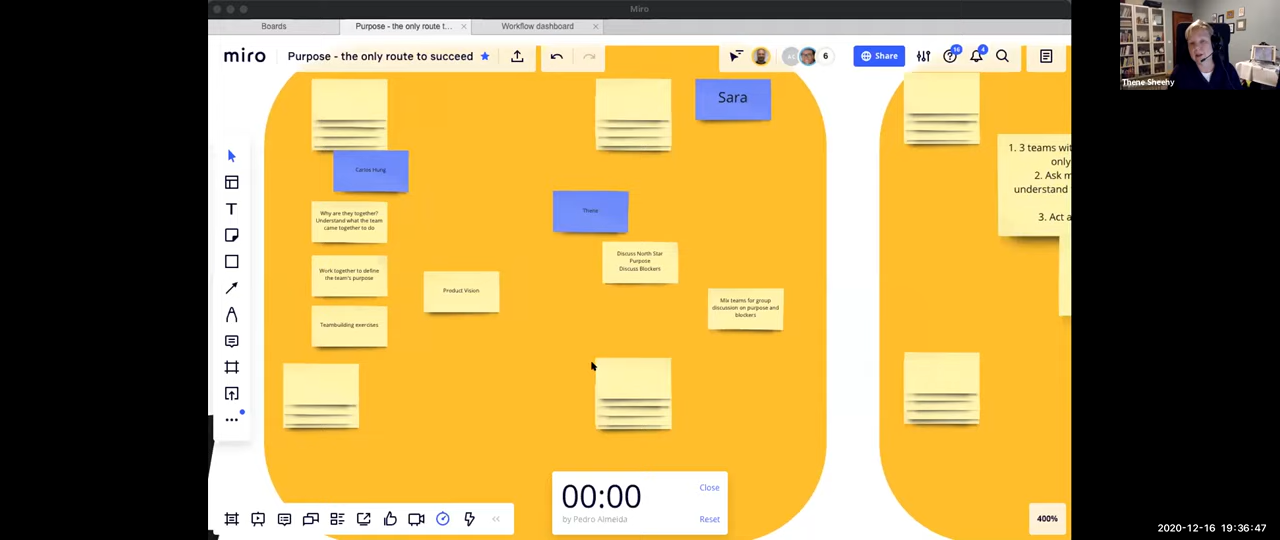 Miro
Boards
Purpose - the only route t...
Workflow dashboard
miro
Purpose - the only route to succeed
AC
6
Share
16
4
Sara
Carlos Hung
Why are they together?
Understand what the team
came together to do
Work together to define
the team's purpose
Product Vision
Teambuilding exercises
Thene
Discuss North Star
Purpose
Discuss Blockers
Mix teams for group
discussion on purpose and
blockers
1. 3 teams wit
only
2. Ask m
understand
3. Act a
00:00
by Pedro Almeida
Close
Reset
400%
Thene Sheehy
2020-12-16 19:36:47